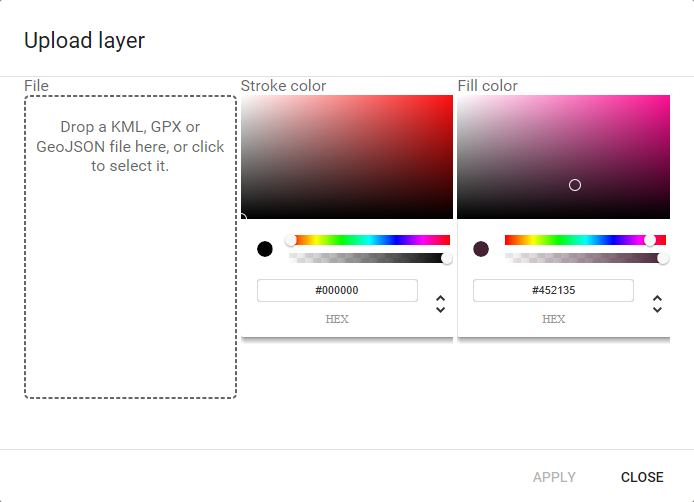 Upload layer
File
Stroke color
Fill color
Drop a KML, GPX or
GeoJSON file here, or click
to select it.
#000000
HEX
#452135
HEX
APPLY
CLOSE